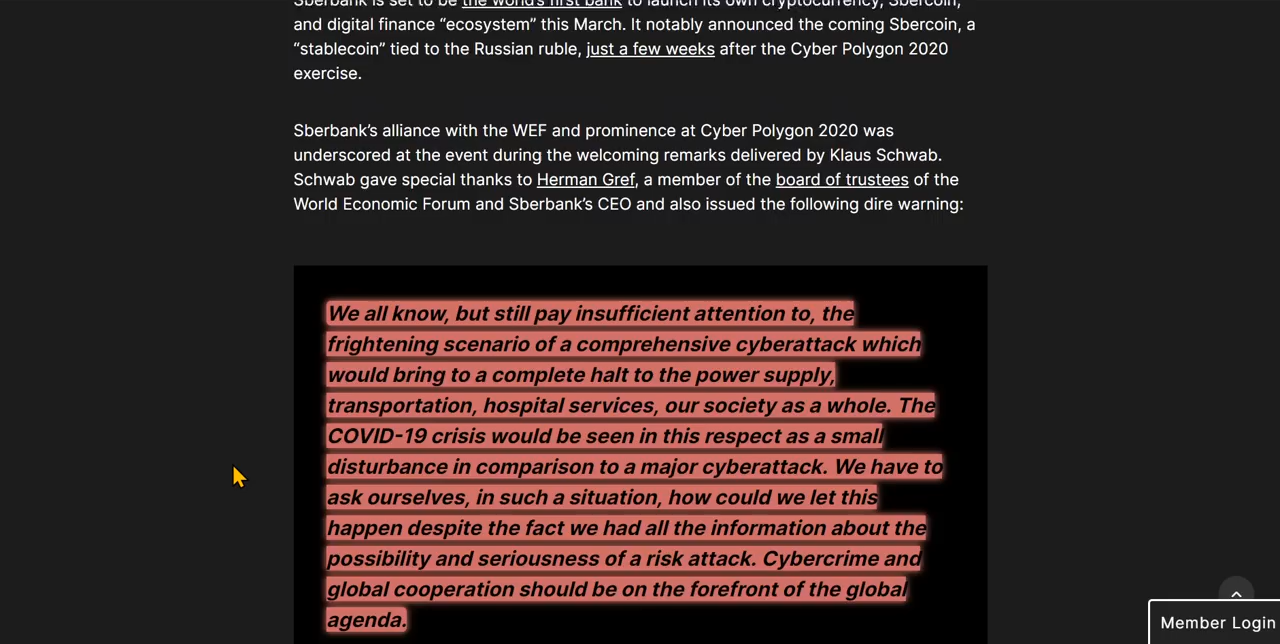 Sberbank is set to be the world's first bank to launch its own cryptocurrency, Sbercoin,
and digital finance “ecosystem” this March. It notably announced the coming Sbercoin, a
“stablecoin” tied to the Russian ruble, just a few weeks after the Cyber Polygon 2020
exercise.
Sberbank’s alliance with the WEF and prominence at Cyber Polygon 2020 was
underscored at the event during the welcoming remarks delivered by Klaus Schwab.
Schwab gave special thanks to Herman Gref, a member of the board of trustees of the
World Economic Forum and Sberbank’s CEO and also issued the following dire warning:
We all know, but still pay insufficient attention to, the
frightening scenario of a comprehensive cyberattack which
would bring to a complete halt to the power supply,
transportation, hospital services, our society as a whole. The
COVID-19 crisis would be seen in this respect as a small
disturbance in comparison to a major cyberattack. We have to
ask ourselves, in such a situation, how could we let this
happen despite the fact we had all the information about the
possibility and seriousness of a risk attack. Cybercrime and
global cooperation should be on the forefront of the global
agenda.
Member Login